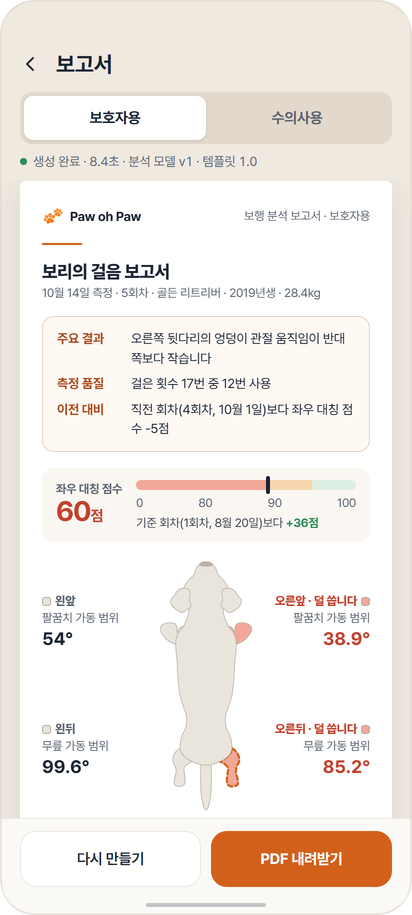 보고서
보호자용
수의사용
생성 완료 · 8.4초 · 분석 모델 v1 · 템플릿 1.0
Paw oh Paw
보행 분석 보고서 · 보호자용
보리의 걸음 보고서
10월 14일 측정 · 5회차 · 골든 리트리버 · 2019년생 · 28.4kg
주요 결과
오른쪽 뒷다리의 엉덩이 관절 움직임이 반대
쪽보다 작습니다
측정 품질
걸은 횟수 17번 중 12번 사용
이전 대비
직전 회차(4회차, 10월 1일)보다 좌우 대칭 점
수 -5점
좌우 대칭 점수
60점
0 80 90 100
기준 회차(1회차, 8월 20일)보다 +36점
왼앞
팔꿈치 가동 범위
54°
오른앞 · 덜 씁니다
팔꿈치 가동 범위
38.9°
왼뒤
무릎 가동 범위
99.6°
오른뒤 · 덜 씁니다
무릎 가동 범위
85.2°
다시 만들기
PDF 내려받기